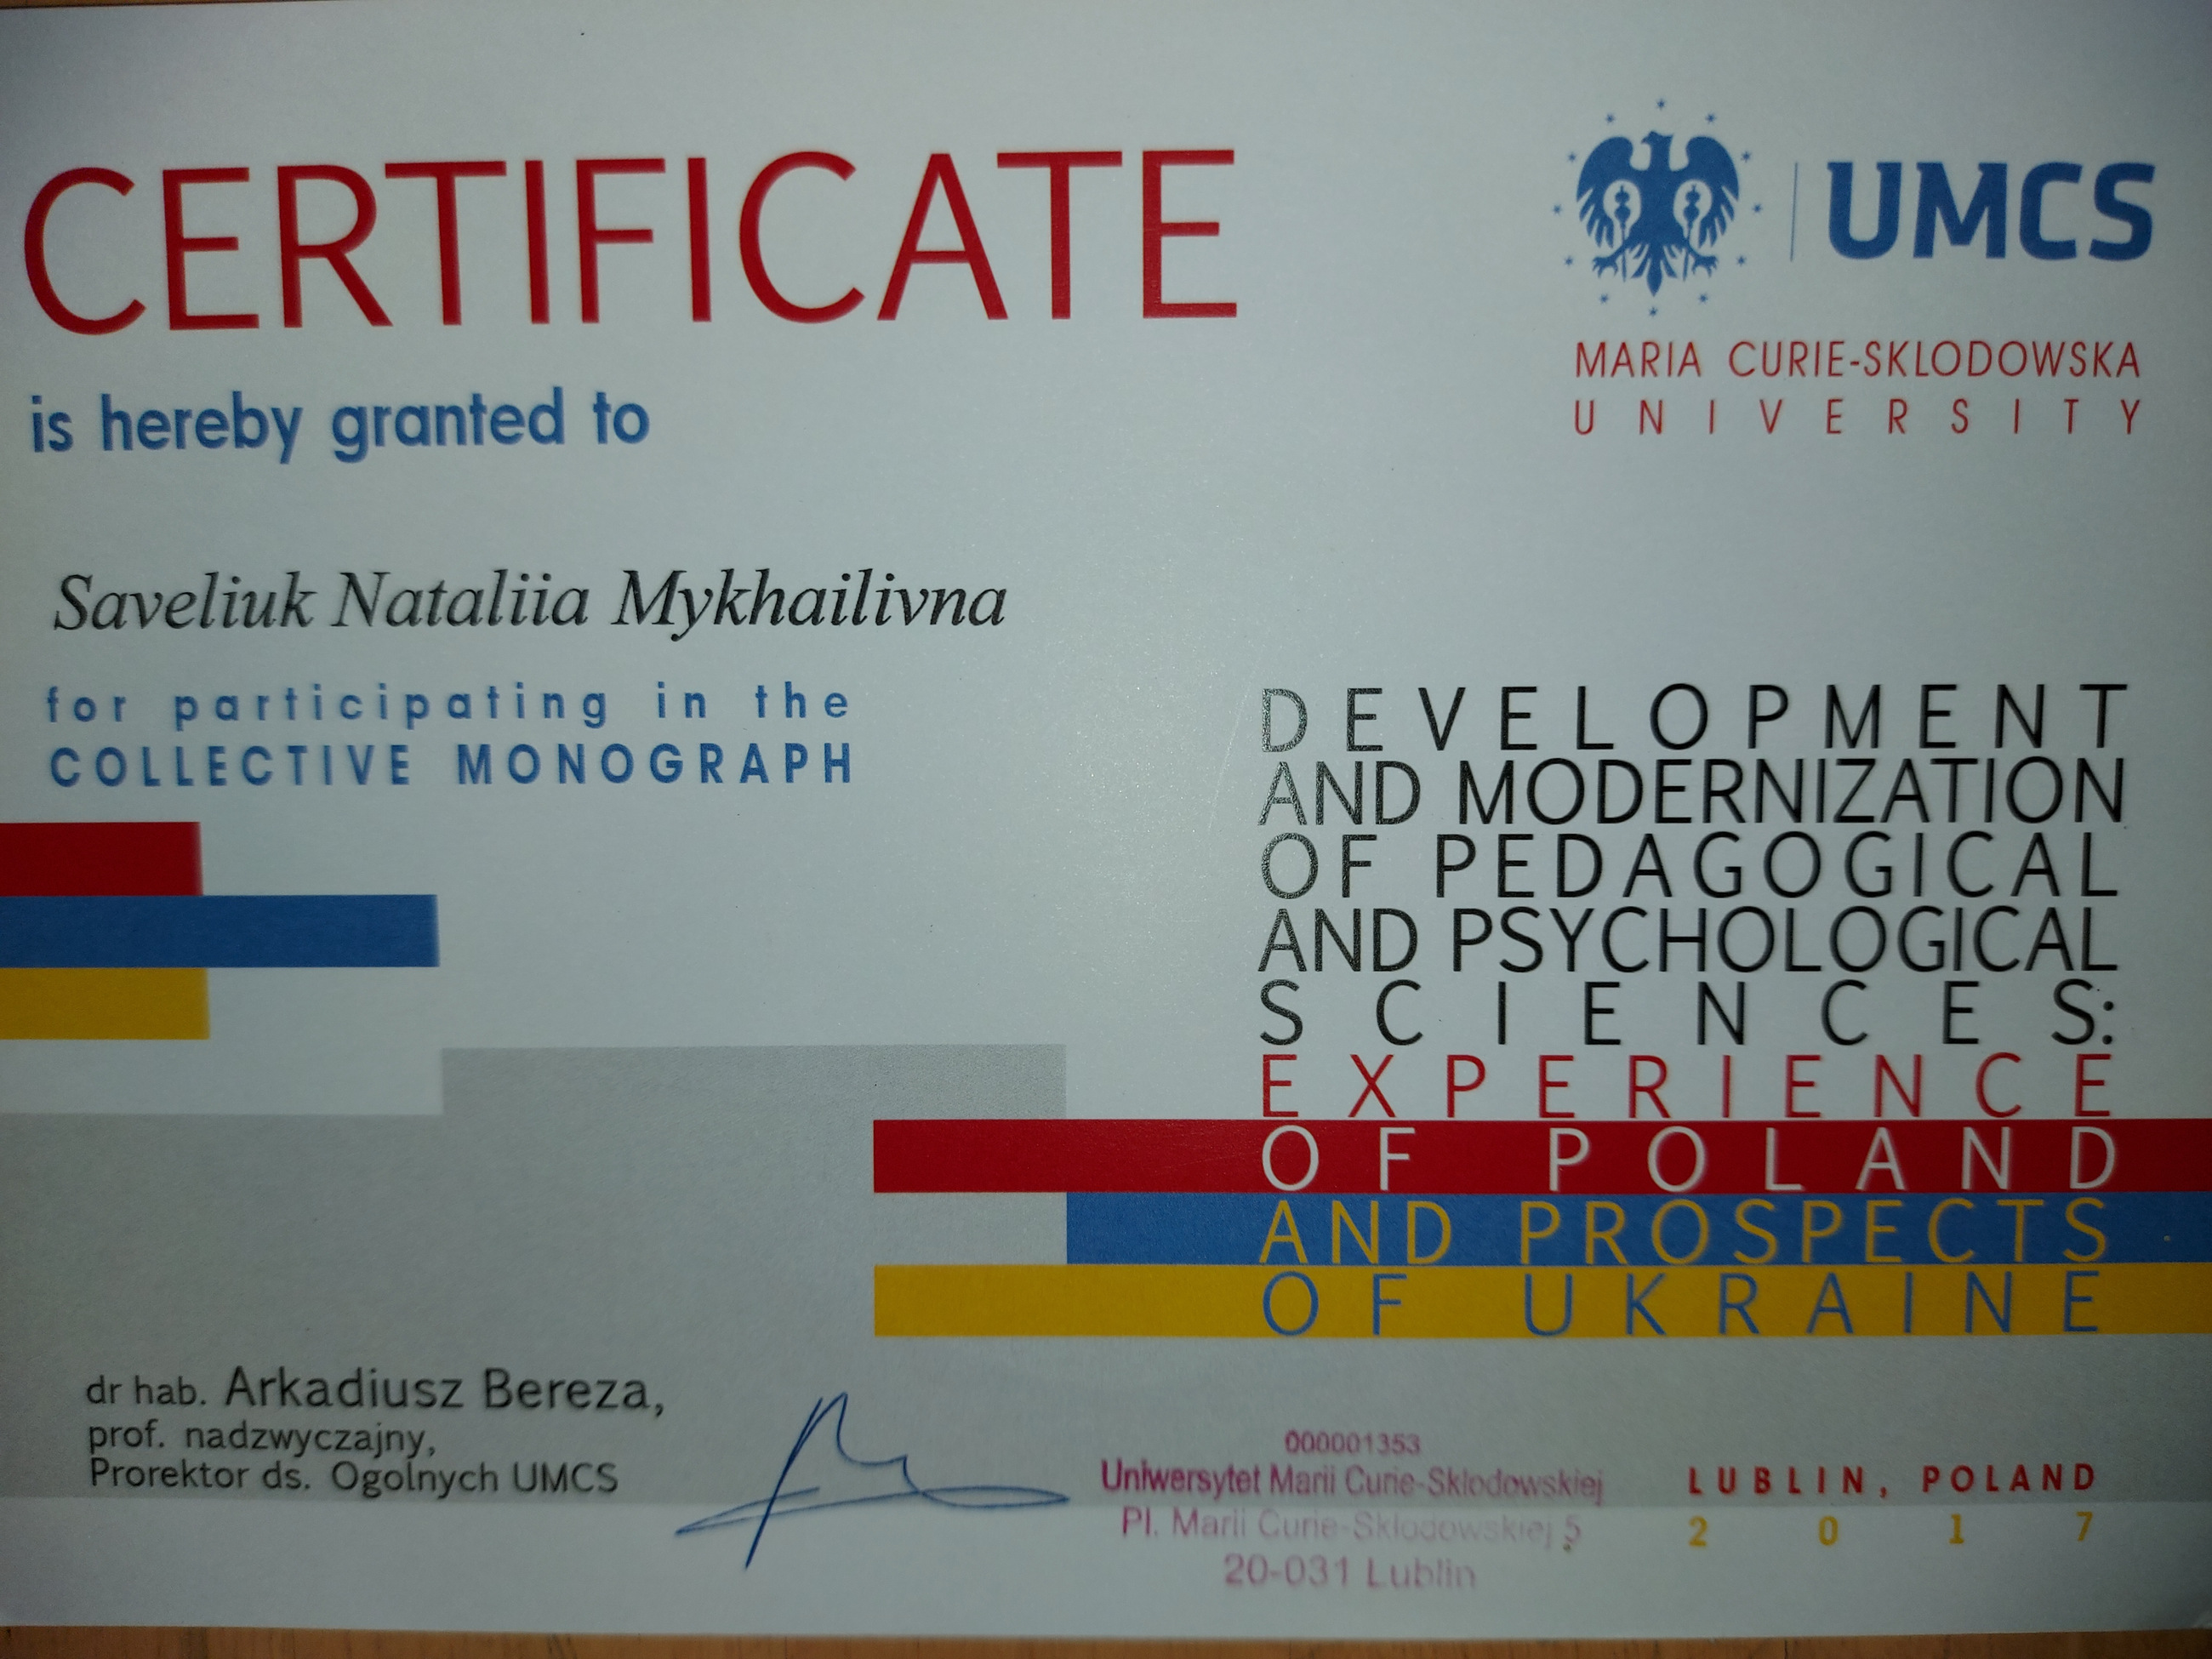 CERTIFICATE
is hereby granted to
UMCS
MARIA CURIE-SKLODOWSKA
UNIVERSITY
Saveliuk Nataliia Mykhailivna
for participating in the
COLLECTIVE MONOGRAPH
DEVELOPMENT
AND MODERNIZATION
OF PEDAGOGICAL
AND PSYCHOLOGICAL
SCIENCES:
EXPERIENCE
OF POLAND
AND PROSPECTS
OF UKRAINE
dr hab. Arkadiusz Bereza,
prof. nadzwyczajny,
Prorektor ds. Ogolnych UMCS
000001353
Uniwersytet Marii Curie-Sklodowskiej
Pl. Marii Curie-Sklodowskiej 5
20-031 Lublin
LUBLIN, POLAND
2017